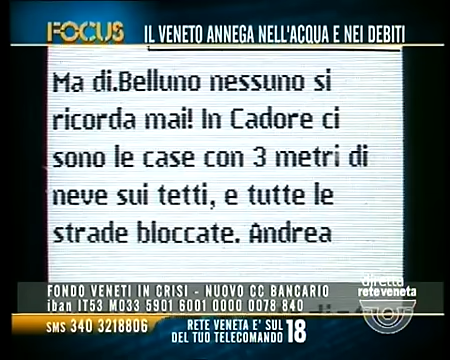 FOCUS
IL VENETO ANNEGA NELL'ACQUA E NEI DEBITI
Ma di.Belluno nessuno si
ricorda mai! In Cadore ci
sono le case con 3 metri di
neve sui tetti, e tutte le
strade bloccate. Andrea
diretta
reteveneta
FONDO VENETI IN CRISI - NUOVO CC BANCARIO
iban IT53 M033 5901 6001 0000 0078 840
SMS 340 3218806
RETE VENETA E' SUL
DEL TUO TELECOMANDO 18